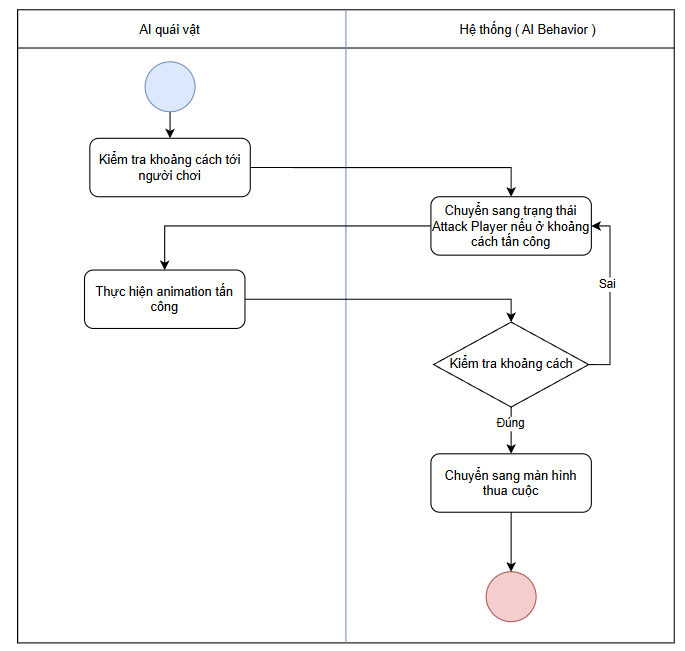 AI quái vật
Hệ thống ( AI Behavior )
Kiểm tra khoảng cách tới
người chơi
Chuyển sang trạng thái
Attack Player nếu ở khoảng
cách tấn công
Thực hiện animation tấn
công
Sai
Kiểm tra khoảng cách
Đúng
Chuyển sang màn hình
thua cuộc